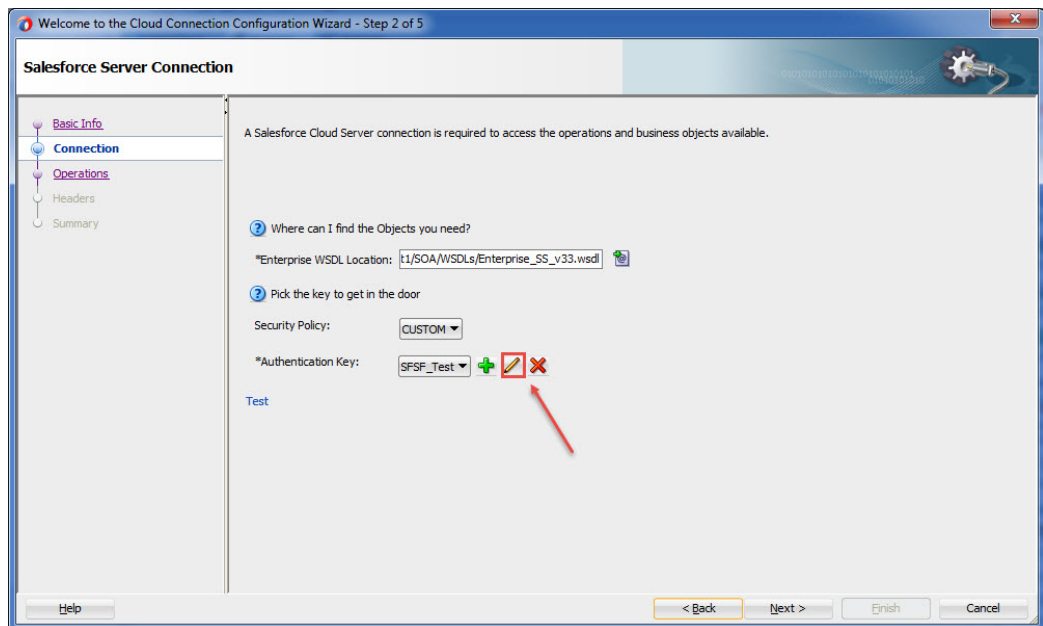 Welcome to the Cloud Connection Configuration Wizard - Step 2 of 5
Salesforce Server Connection
Basic Info
Connection
Operations
Headers
Summary
A Salesforce Cloud Server connection is required to access the operations and business objects available.
Where can I find the Objects you need?
*Enterprise WSDL Location: t1/SOA/WSDLs/Enterprise_SS_v33.wsdl
Pick the key to get in the door
Security Policy: CUSTOM
*Authentication Key: SFSF_Test
Test
Help < Back Next > Finish Cancel